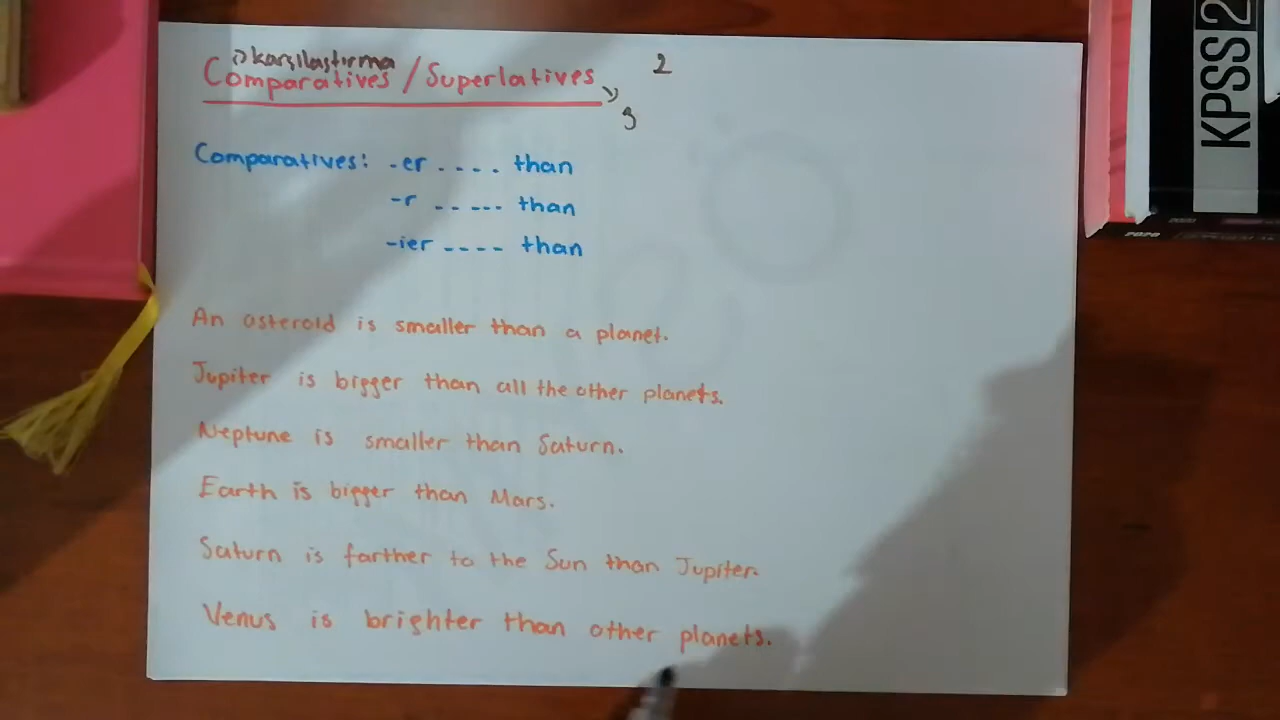 karşılaştırma
Comparatives / Superlatives
2
3
Comparatives: -er .... than
-r ----- than
-ier ---- than
An asteroid is smaller than a planet.
Jupiter is bigger than all the other planets.
Neptune is smaller than Saturn.
Earth is bigger than Mars.
Saturn is farther to the Sun than Jupiter.
Venus is brighter than other planets.
KPSS 2
2020